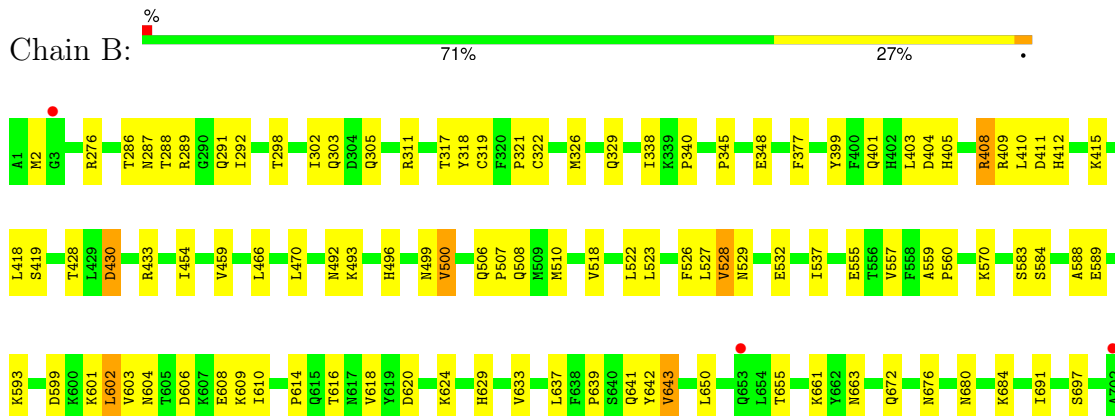 %
Chain B:
71% 27% •
A1 M2 G3 R276 T286 N287 T288 R289 G290 Q291 I292 T298 I302 Q303 D304 Q305 R311 T317 Y318 C319 F320 P321 C322 M326 Q329 I338 K339 P340 P345 E348 F377 Y399 F400 Q401 H402 L403 D404 H405 R408 R409 L410 D411 H412 K415
L418 S419 T428 L429 D430 R433 I454 V459 L466 L470 N492 K493 H496 N499 V500 Q506 P507 Q508 M509 M510 V518 L522 L523 F526 L527 V528 N529 E532 I537 E555 T556 V557 F558 A559 P560 K570 S583 S584 A588 E589
K593 D599 K600 K601 L602 V603 N604 T605 D606 K607 E608 K609 I610 P614 Q615 T616 N617 V618 Y619 D620 K624 H629 V633 L637 F638 P639 S640 Q641 Y642 V643 L650 Q653 L654 T655 K661 Y662 N663 Q672 N676 N680 K684 I691 S697